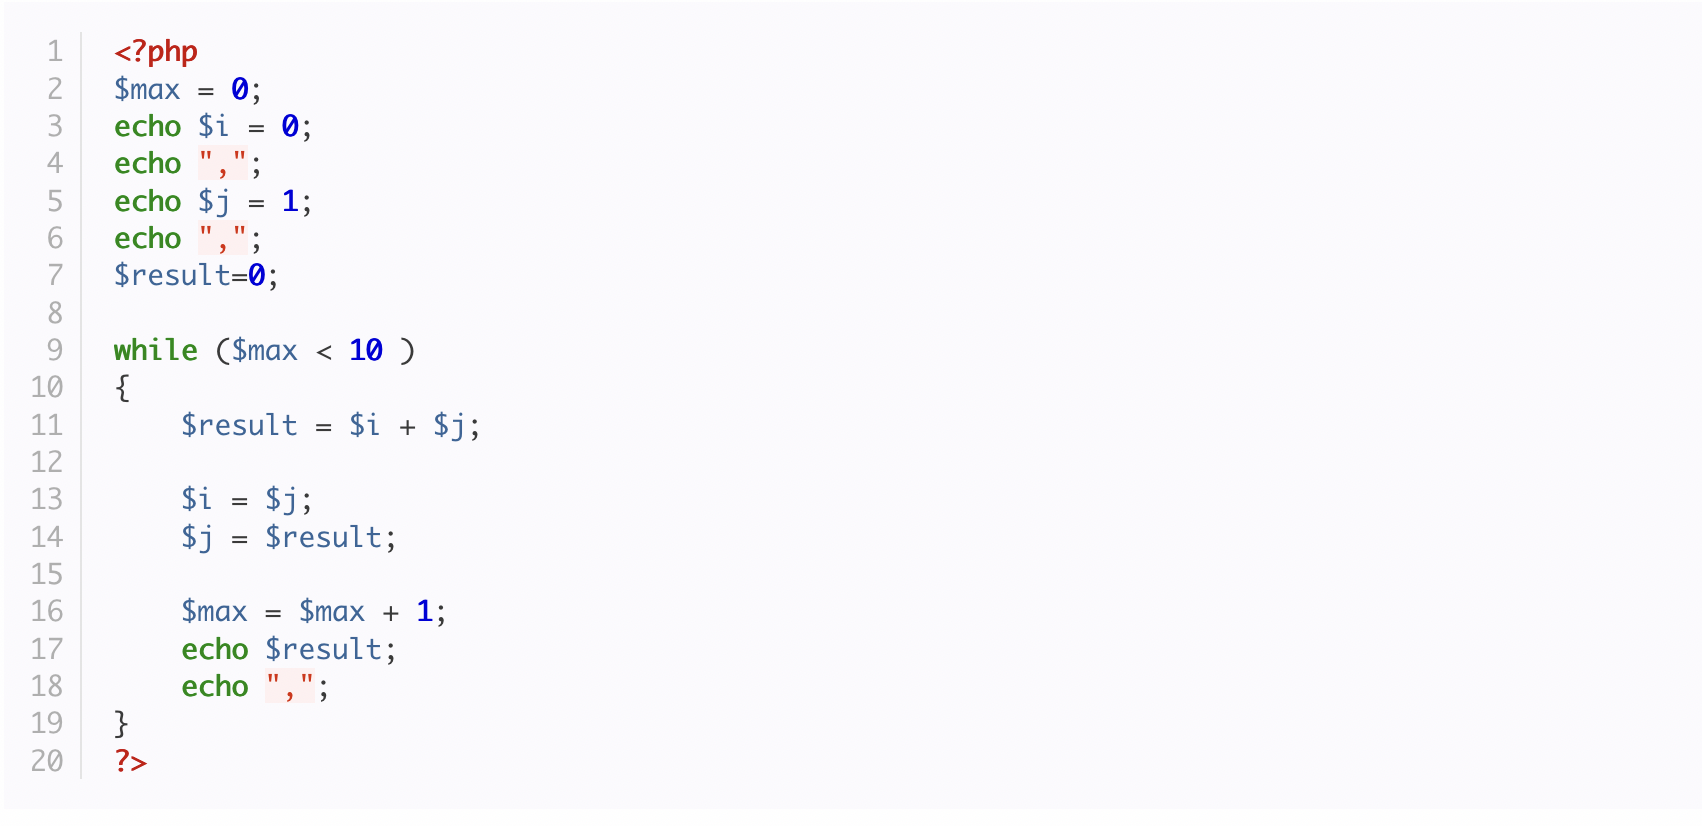 1 <?php
2 $max = 0;
3 echo $i = 0;
4 echo ",";
5 echo $j = 1;
6 echo ",";
7 $result=0;
8
9 while ($max < 10 )
10 {
11     $result = $i + $j;
12
13     $i = $j;
14     $j = $result;
15
16     $max = $max + 1;
17     echo $result;
18     echo ",";
19 }
20 ?>